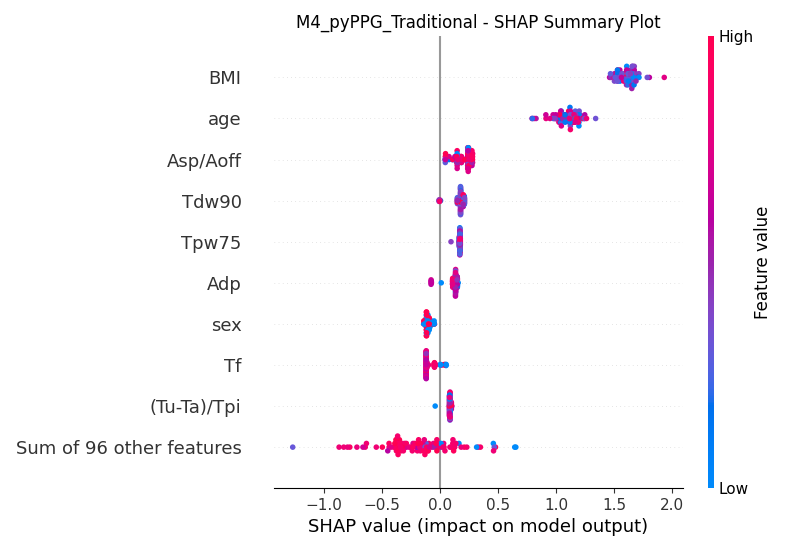 M4_pyPPG_Traditional - SHAP Summary Plot
High
BMI
age
Asp/Aoff
Tdw90
Tpw75
Adp
sex
Tf
(Tu-Ta)/Tpi
Sum of 96 other features
Feature value
Low
−1.0 −0.5 0.0 0.5 1.0 1.5 2.0
SHAP value (impact on model output)